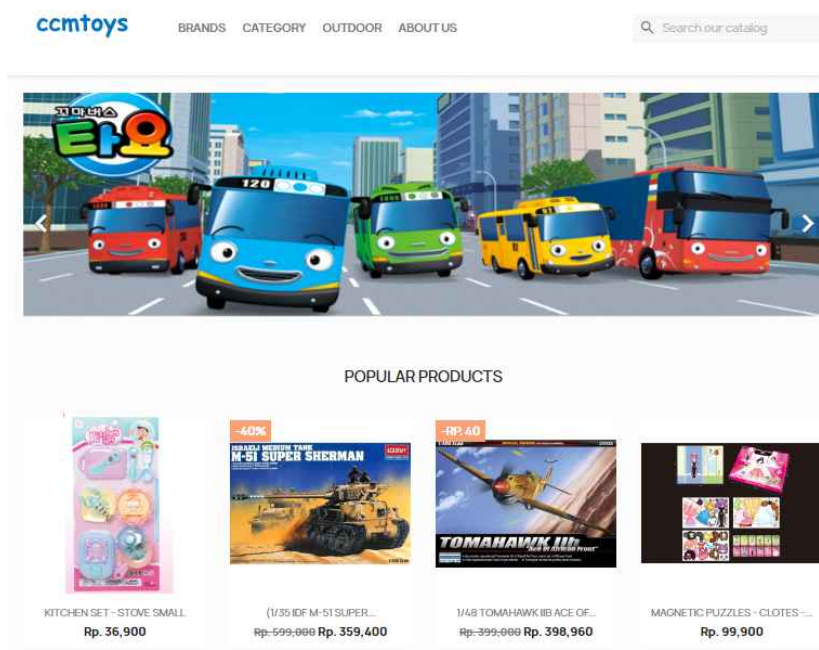 ccmtoys
BRANDS CATEGORY OUTDOOR ABOUT US
Search our catalog
꼬마버스
타요
120
POPULAR PRODUCTS
-40%
-RP. 40
ISRAELI MEDIUM TANK
M-51 SUPER SHERMAN
ACADEMY
TOMAHAWK IIb
"Ace of African Front"
KITCHEN SET - STOVE SMALL
(1/35 IDF M-51 SUPER...
1/48 TOMAHAWK IIB ACE OF...
MAGNETIC PUZZLES - CLOTES -...
Rp. 36,900
Rp. 599,000 Rp. 359,400
Rp. 399,000 Rp. 398,960
Rp. 99,900